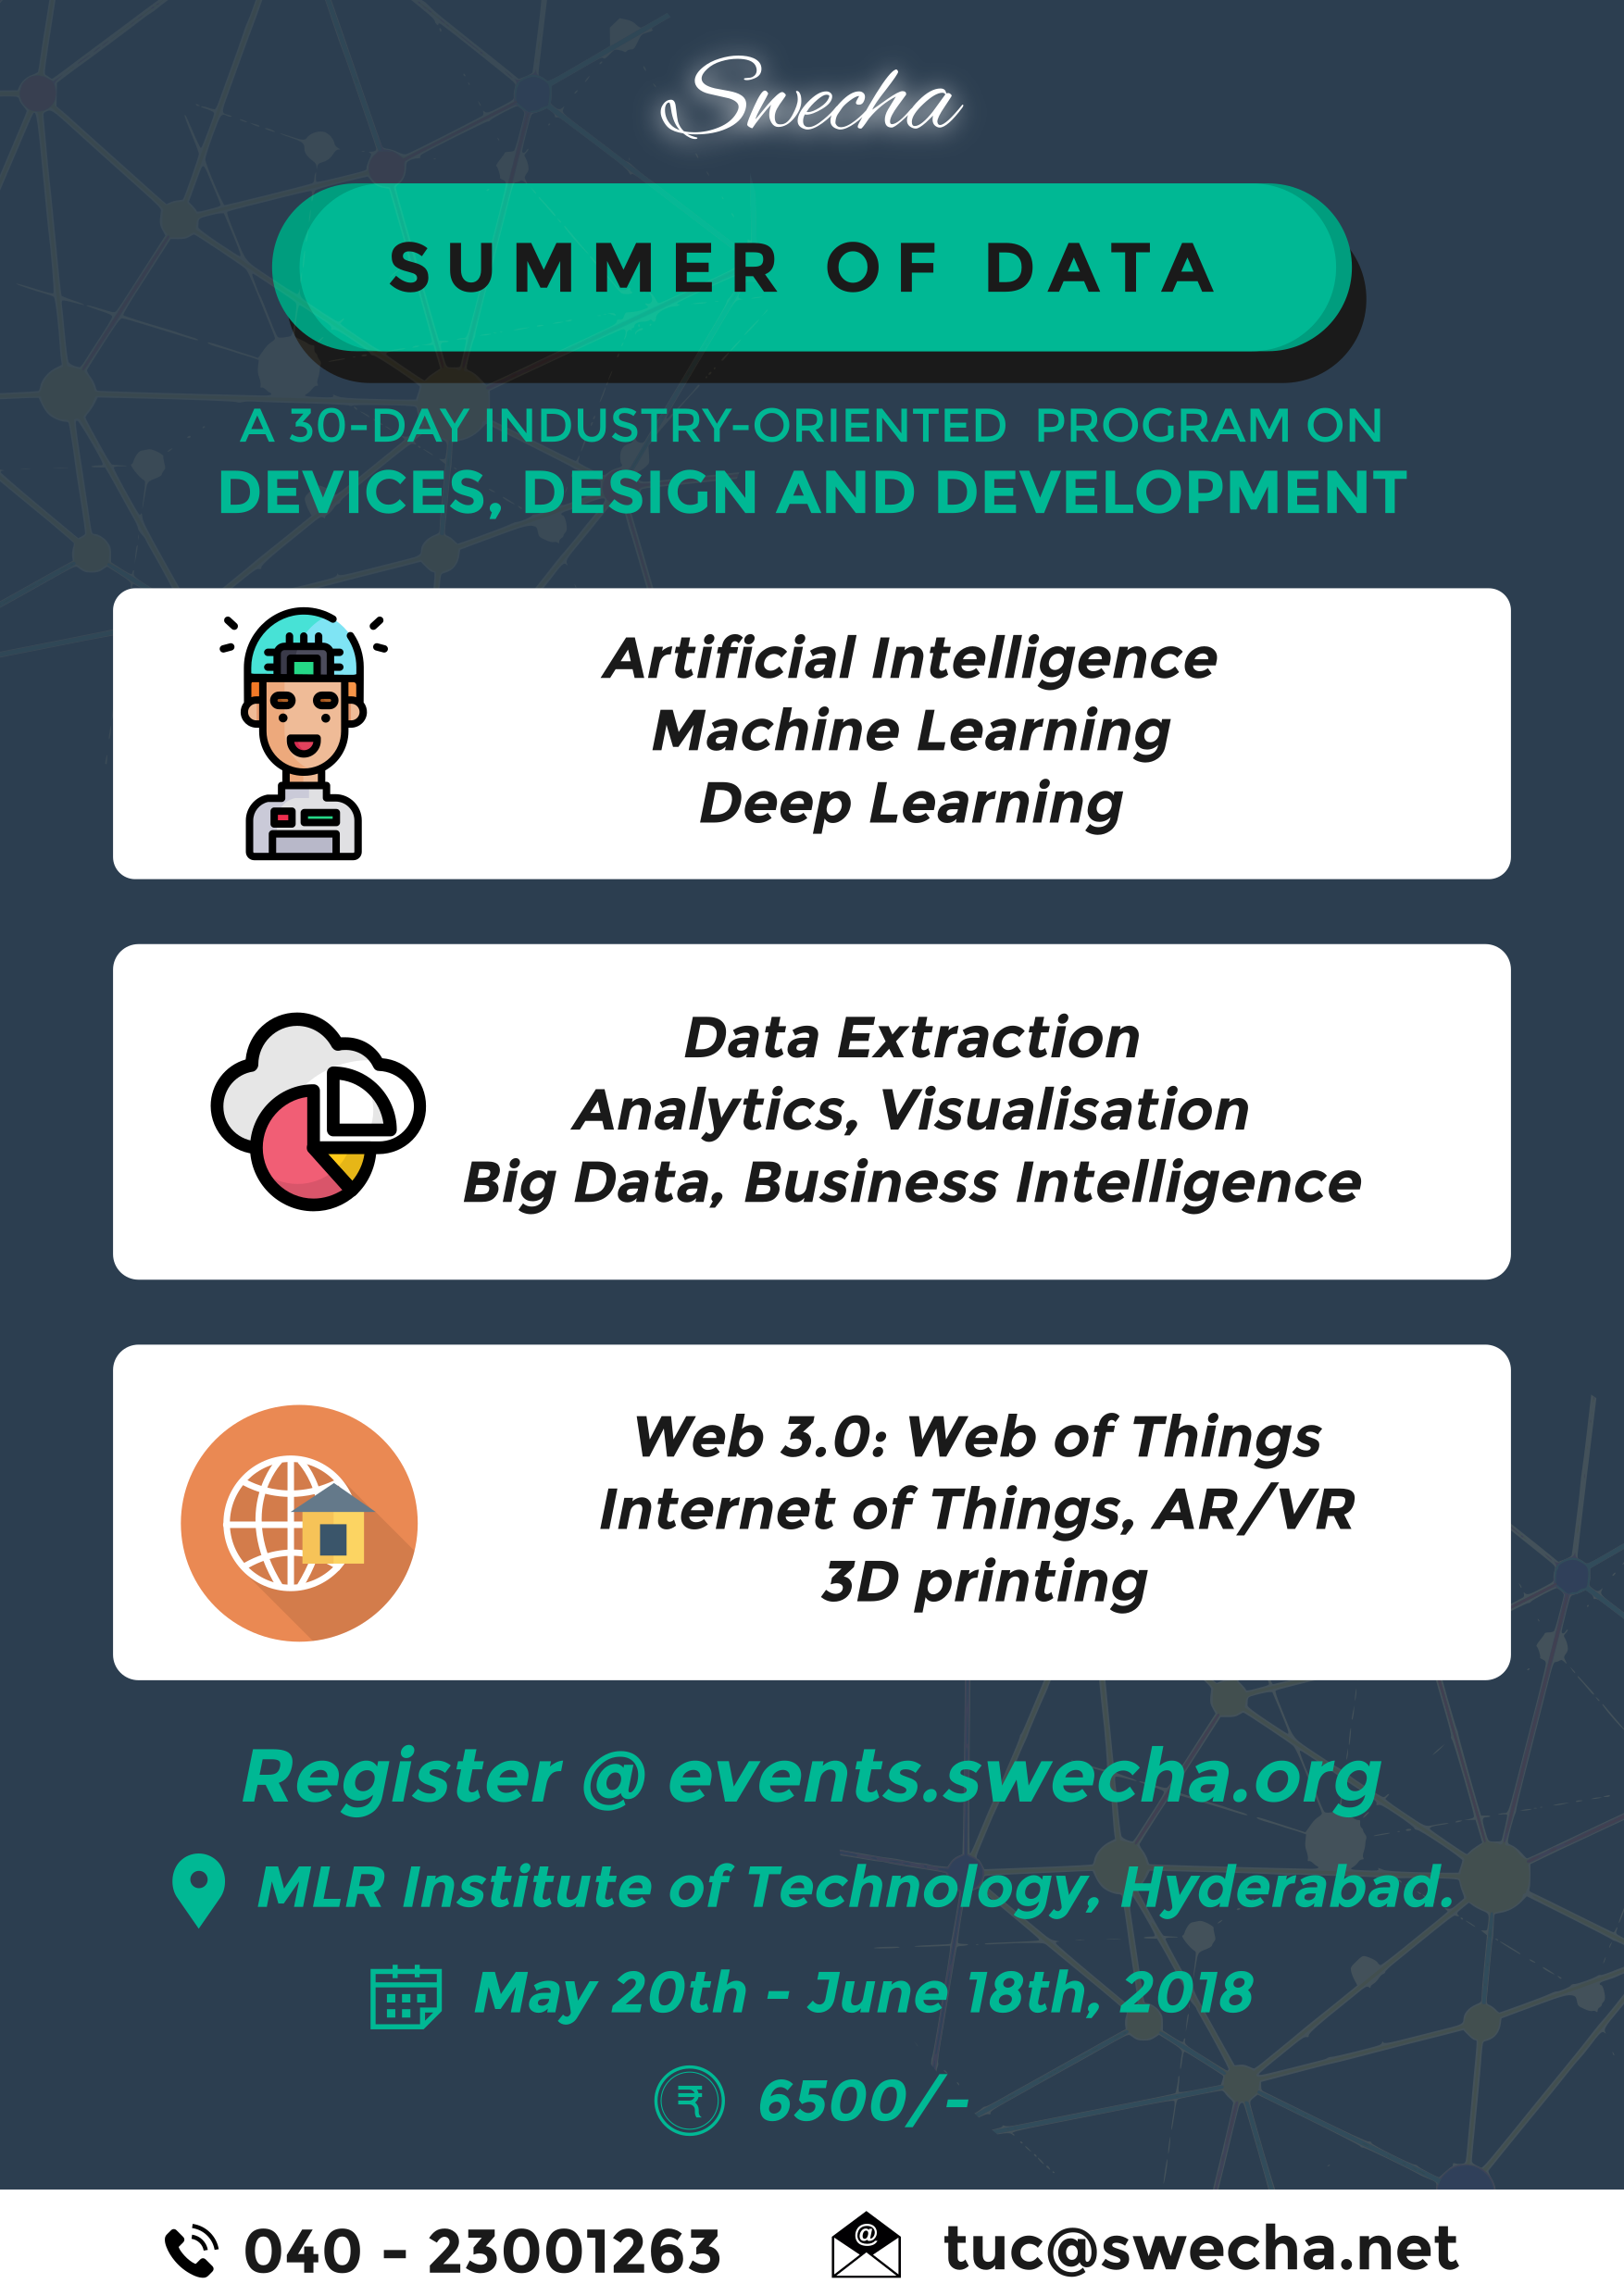 Swecha
SUMMER OF DATA
A 30-DAY INDUSTRY-ORIENTED PROGRAM ON
DEVICES, DESIGN AND DEVELOPMENT
Artificial Intelligence
Machine Learning
Deep Learning
Data Extraction
Analytics, Visualisation
Big Data, Business Intelligence
Web 3.0: Web of Things
Internet of Things, AR/VR
3D printing
Register @ events.swecha.org
MLR Institute of Technology, Hyderabad.
May 20th - June 18th, 2018
₹ 6500/-
040 - 23001263
@ tuc@swecha.net